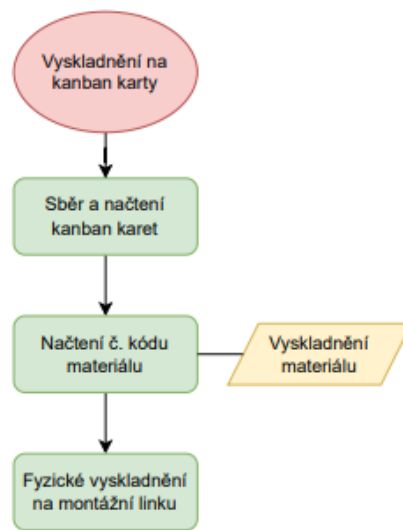 Vyskladnění na
kanban karty
Sběr a načtení
kanban karet
Načtení č. kódu
materiálu
Vyskladnění
materiálu
Fyzické vyskladnění
na montážní linku